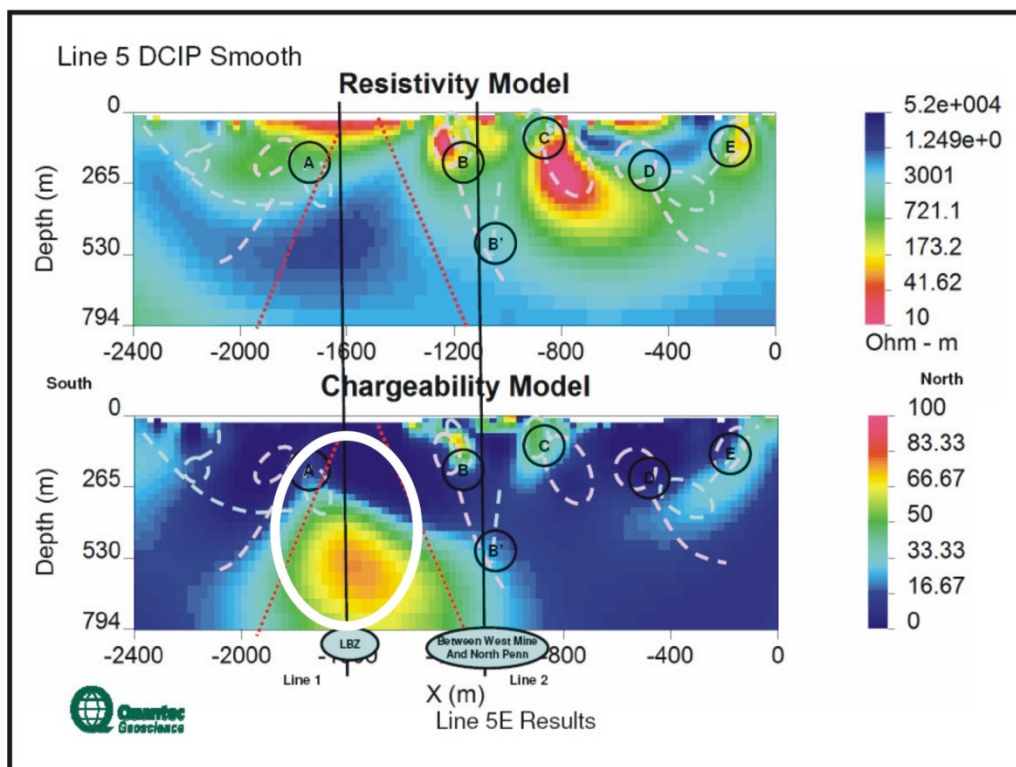 Line 5 DCIP Smooth
Resistivity Model
0
265
530
794
Depth (m)
A
B
B'
C
D
E
-2400 -2000 -1600 -1200 -800 -400 0
5.2e+004
1.249e+0
3001
721.1
173.2
41.62
10
Ohm - m
South
Chargeability Model
North
0
265
530
794
Depth (m)
A
B
B'
C
D
E
100
83.33
66.67
50
33.33
16.67
0
LBZ
Between West Mine
And North Penn
-2400 -2000 -800 -400 0
Line 1
Line 2
X (m)
Line 5E Results
Quantec
Geoscience